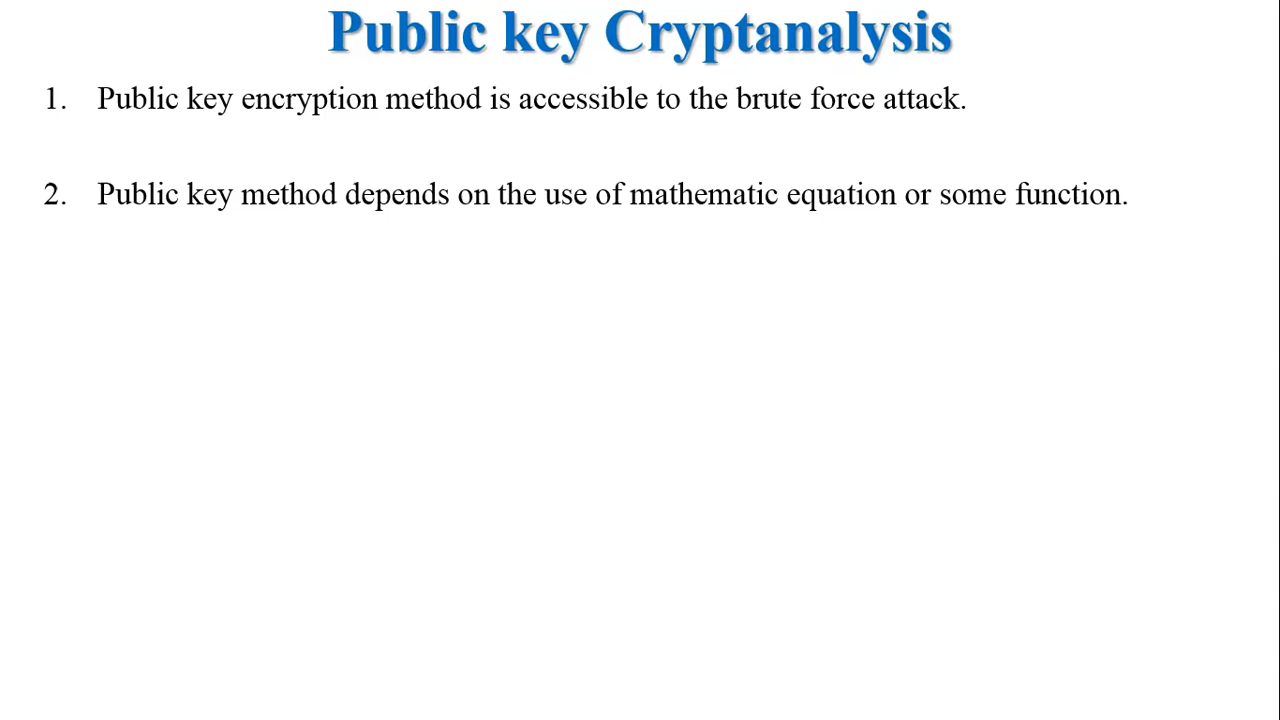 Public key Cryptanalysis
1. Public key encryption method is accessible to the brute force attack.
2. Public key method depends on the use of mathematic equation or some function.